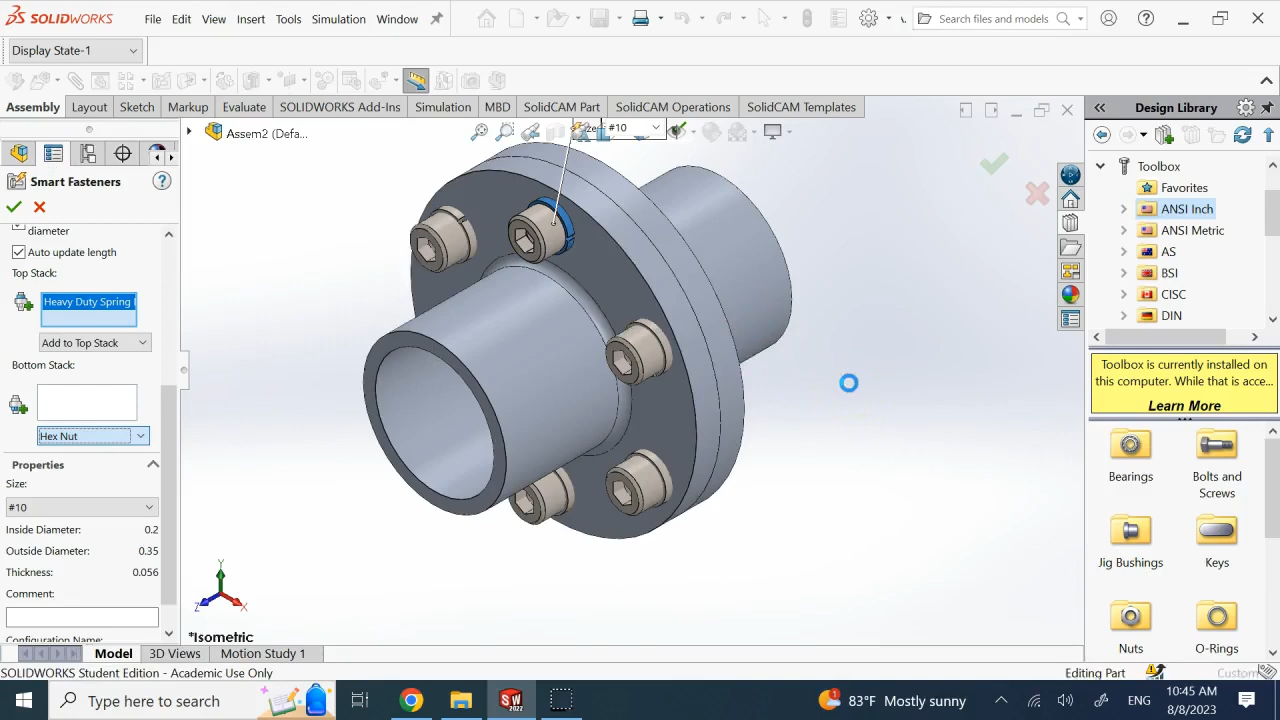 SOLIDWORKS File Edit View Insert Tools Simulation Window Search files and models
Display State-1
Assembly Layout Sketch Markup Evaluate SOLIDWORKS Add-Ins Simulation MBD SolidCAM Part SolidCAM Operations SolidCAM Templates
Design Library
#10
Assem2 (Defa...
Smart Fasteners
diameter
Auto update length
Top Stack:
Heavy Duty Spring
Add to Top Stack
Bottom Stack:
Hex Nut
Properties
Size:
#10
Inside Diameter: 0.2
Outside Diameter: 0.35
Thickness: 0.056
Comment:
Configuration Name:
Y
Z
X
*Isometric
Toolbox
Favorites
ANSI Inch
ANSI Metric
AS
BSI
CISC
DIN
Toolbox is currently installed on
this computer. While that is acce...
Learn More
Bearings
Bolts and
Screws
Jig Bushings
Keys
Nuts
O-Rings
Model 3D Views Motion Study 1
SOLIDWORKS Student Edition - Academic Use Only
Editing Part
Custom
Type here to search
SW
2022
1
83°F Mostly sunny
ENG
10:45 AM
8/8/2023